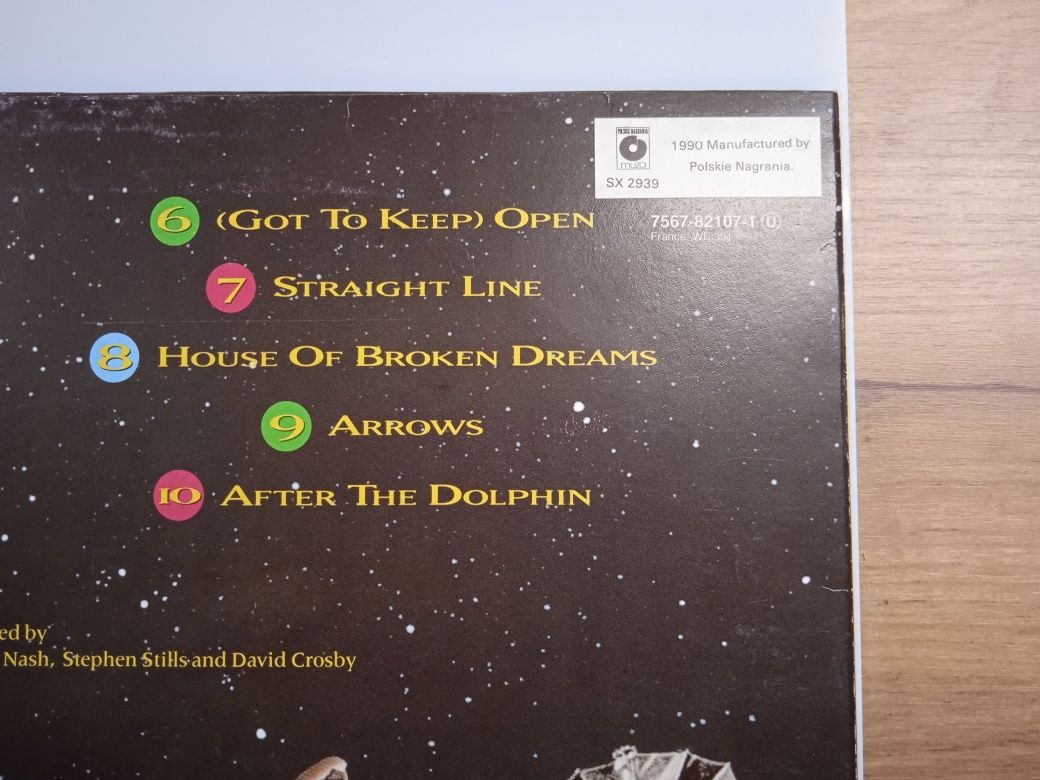 POLSKIE NAGRANIA
muza
1990 Manufactured by
Polskie Nagrania.
SX 2939
6 (GOT TO KEEP) OPEN
7567-82107-1 U
France WE
7 STRAIGHT LINE
8 HOUSE OF BROKEN DREAMS
9 ARROWS
10 AFTER THE DOLPHIN
ed by
Nash, Stephen Stills and David Crosby